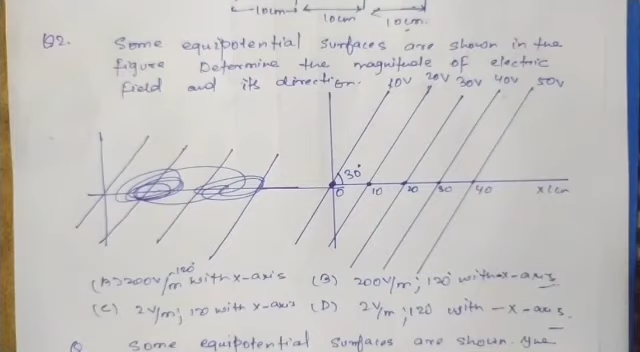 10cm 10cm 10cm.
Q2. Some equipotential surfaces are shown in the
figure Determine the magnitude of electric
field and its direction.
10V 20V 30V 40V 50V
30°
0 10 20 30 40 x(cm
(A) 200V/m 120° with x-axis (B) 200V/m; 120° with x-axis
(C) 2V/m; 120 with x-axis (D) 2V/m; 120 with -x-axis.
Q Some equipotential surfaces are shown. The